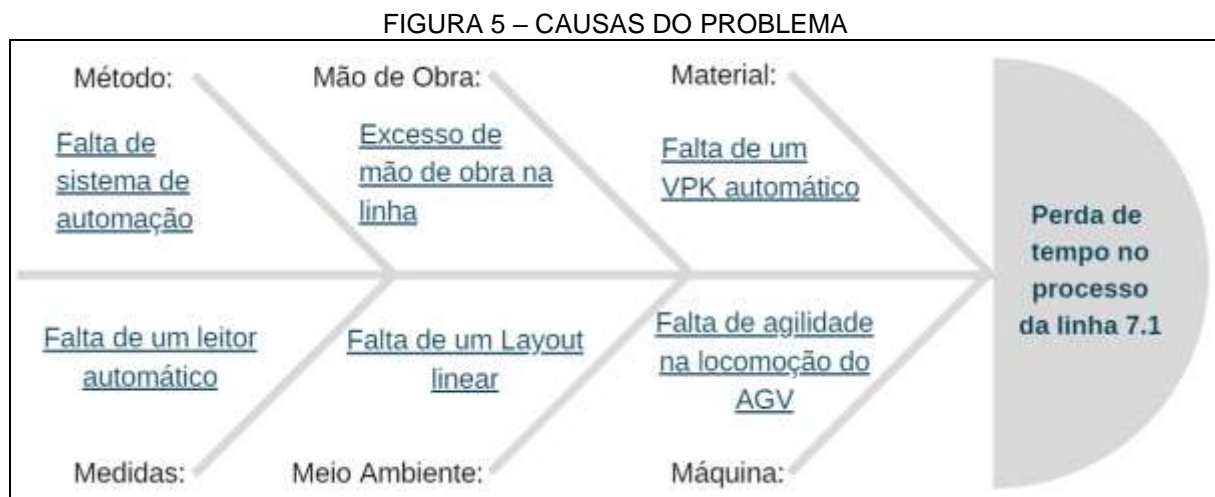 FIGURA 5 – CAUSAS DO PROBLEMA
Método:
Falta de
sistema de
automação
Mão de Obra:
Excesso de
mão de obra na
linha
Material:
Falta de um
VPK automático
Perda de
tempo no
processo
da linha 7.1
Falta de um leitor
automático
Medidas:
Falta de um Layout
linear
Meio Ambiente:
Falta de agilidade
na locomoção do
AGV
Máquina: